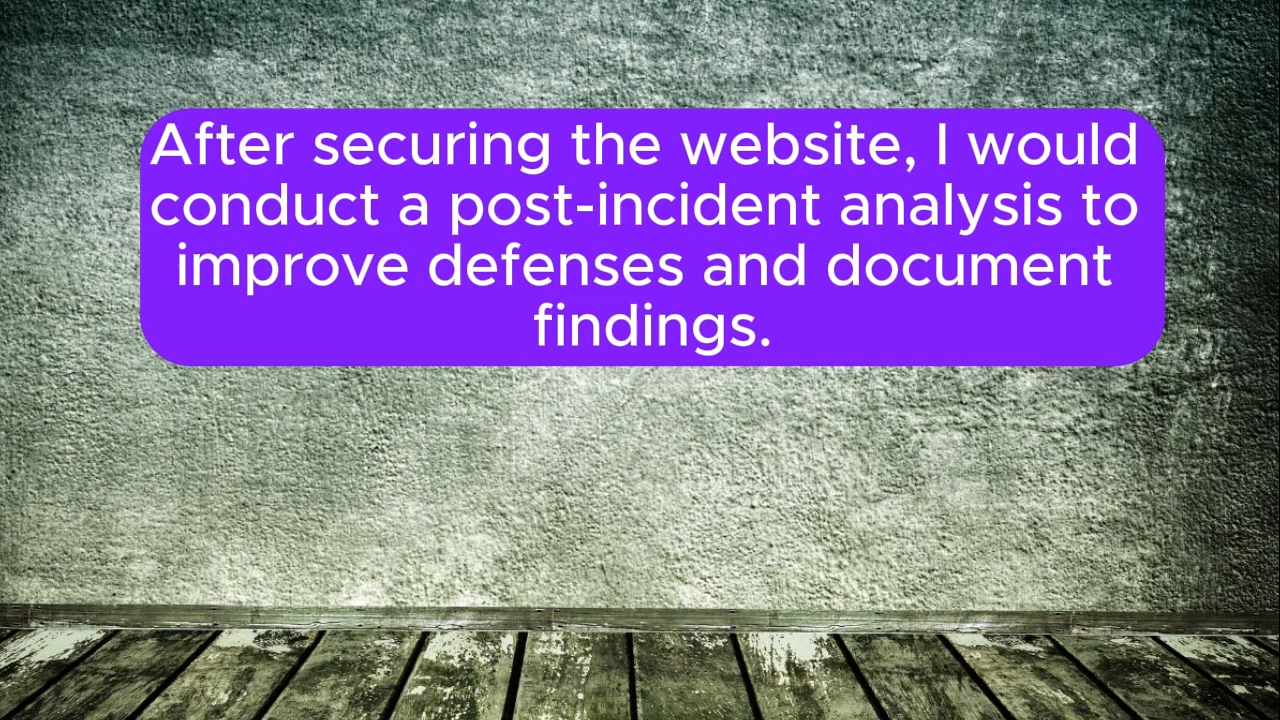 After securing the website, I would
conduct a post-incident analysis to
improve defenses and document
findings.